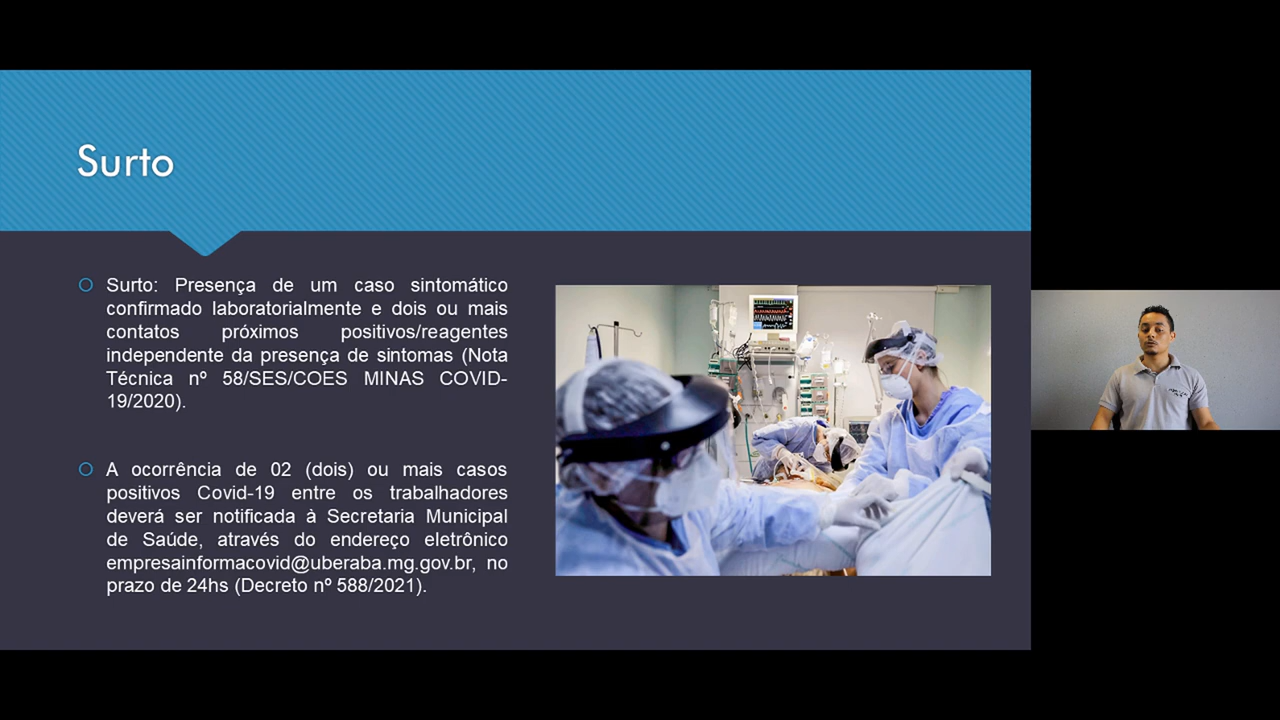 Surto
Surto: Presença de um caso sintomático
confirmado laboratorialmente e dois ou mais
contatos próximos positivos/reagentes
independente da presença de sintomas (Nota
Técnica nº 58/SES/COES MINAS COVID-
19/2020).
A ocorrência de 02 (dois) ou mais casos
positivos Covid-19 entre os trabalhadores
deverá ser notificada à Secretaria Municipal
de Saúde, através do endereço eletrônico
empresainformacovid@uberaba.mg.gov.br, no
prazo de 24hs (Decreto nº 588/2021).